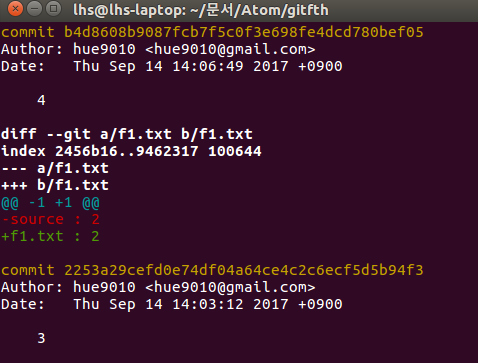 lhs@lhs-laptop: ~/문서/Atom/gitfth
commit b4d8608b9087fcb7f5c0f3e698fe4dcd780bef05
Author: hue9010 <hue9010@gmail.com>
Date:   Thu Sep 14 14:06:49 2017 +0900
4
diff --git a/f1.txt b/f1.txt
index 2456b16..9462317 100644
--- a/f1.txt
+++ b/f1.txt
@@ -1 +1 @@
-source : 2
+f1.txt : 2
commit 2253a29cefd0e74df04a64ce4c2c6ecf5d5b94f3
Author: hue9010 <hue9010@gmail.com>
Date:   Thu Sep 14 14:03:12 2017 +0900
3